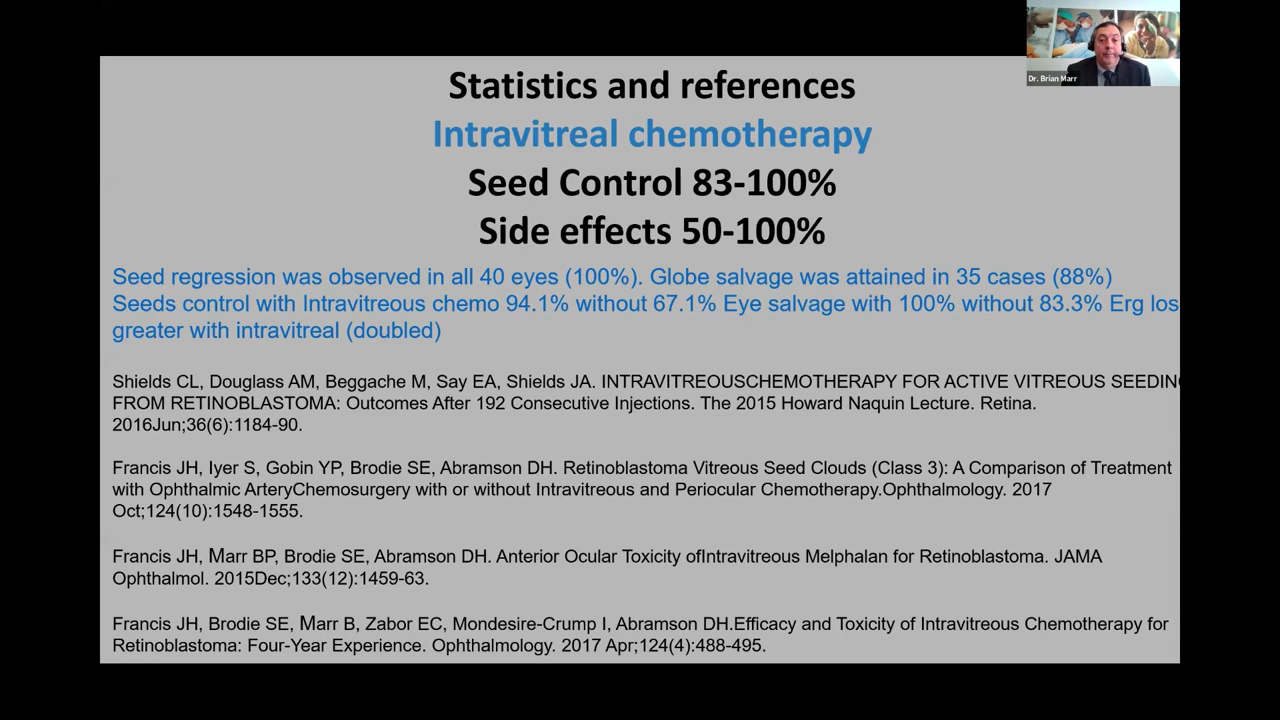 Dr. Brian Marr
Statistics and references
Intravitreal chemotherapy
Seed Control 83-100%
Side effects 50-100%
Seed regression was observed in all 40 eyes (100%). Globe salvage was attained in 35 cases (88%)
Seeds control with Intravitreous chemo 94.1% without 67.1% Eye salvage with 100% without 83.3% Erg los
greater with intravitreal (doubled)
Shields CL, Douglass AM, Beggache M, Say EA, Shields JA. INTRAVITREOUSCHEMOTHERAPY FOR ACTIVE VITREOUS SEEDING
FROM RETINOBLASTOMA: Outcomes After 192 Consecutive Injections. The 2015 Howard Naquin Lecture. Retina.
2016Jun;36(6):1184-90.
Francis JH, Iyer S, Gobin YP, Brodie SE, Abramson DH. Retinoblastoma Vitreous Seed Clouds (Class 3): A Comparison of Treatment
with Ophthalmic ArteryChemosurgery with or without Intravitreous and Periocular Chemotherapy.Ophthalmology. 2017
Oct;124(10):1548-1555.
Francis JH, Marr BP, Brodie SE, Abramson DH. Anterior Ocular Toxicity ofIntravitreous Melphalan for Retinoblastoma. JAMA
Ophthalmol. 2015Dec;133(12):1459-63.
Francis JH, Brodie SE, Marr B, Zabor EC, Mondesire-Crump I, Abramson DH.Efficacy and Toxicity of Intravitreous Chemotherapy for
Retinoblastoma: Four-Year Experience. Ophthalmology. 2017 Apr;124(4):488-495.